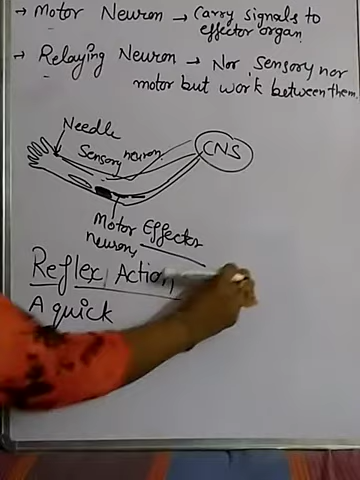 → Motor Neuron → Carry signals to
effector organ.
→ Relaying Neuron → Nor Sensory nor
motor but work between them.
Needle
Sensory neuron.
CNS
Motor Effector
neurons
Reflex Action
A quick